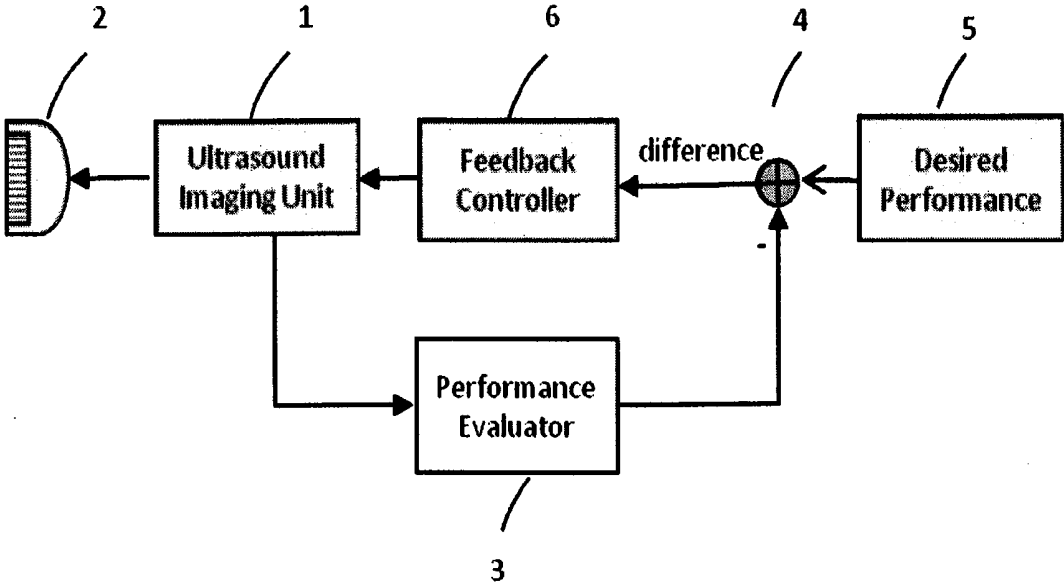 2
1
6
4
5
Ultrasound
Imaging Unit
Feedback
Controller
difference
Desired
Performance
-
Performance
Evaluator
3